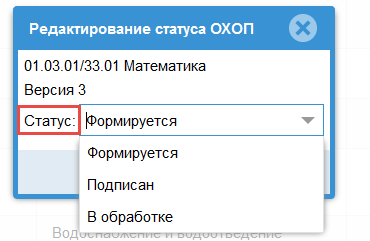 Редактирование статуса ОХОП
01.03.01/33.01 Математика
Версия 3
Статус: Формируется
Формируется
Подписан
В обработке
Водоснабжение и водоотведение